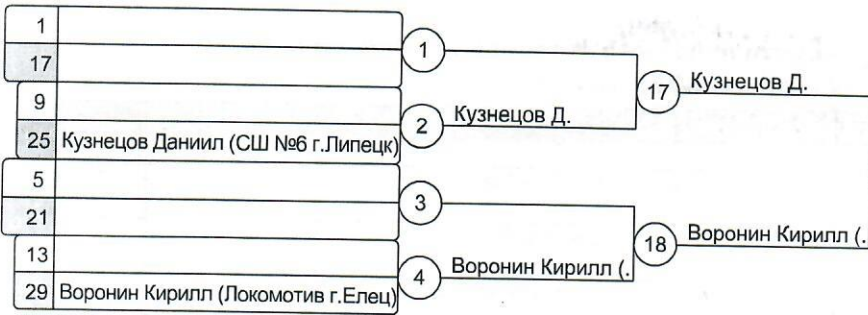 1
17
1
9
25 Кузнецов Даниил (СШ №6 г.Липецк)
2
Кузнецов Д.
17
Кузнецов Д.
5
21
3
13
29 Воронин Кирилл (Локомотив г.Елец)
4
Воронин Кирилл (.
18
Воронин Кирилл (.